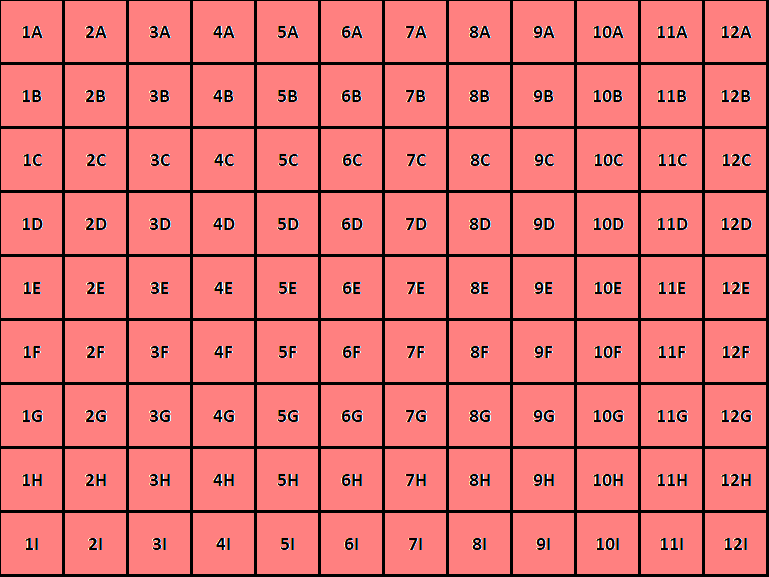 1A 2A 3A 4A 5A 6A 7A 8A 9A 10A 11A 12A
1B 2B 3B 4B 5B 6B 7B 8B 9B 10B 11B 12B
1C 2C 3C 4C 5C 6C 7C 8C 9C 10C 11C 12C
1D 2D 3D 4D 5D 6D 7D 8D 9D 10D 11D 12D
1E 2E 3E 4E 5E 6E 7E 8E 9E 10E 11E 12E
1F 2F 3F 4F 5F 6F 7F 8F 9F 10F 11F 12F
1G 2G 3G 4G 5G 6G 7G 8G 9G 10G 11G 12G
1H 2H 3H 4H 5H 6H 7H 8H 9H 10H 11H 12H
1I 2I 3I 4I 5I 6I 7I 8I 9I 10I 11I 12I